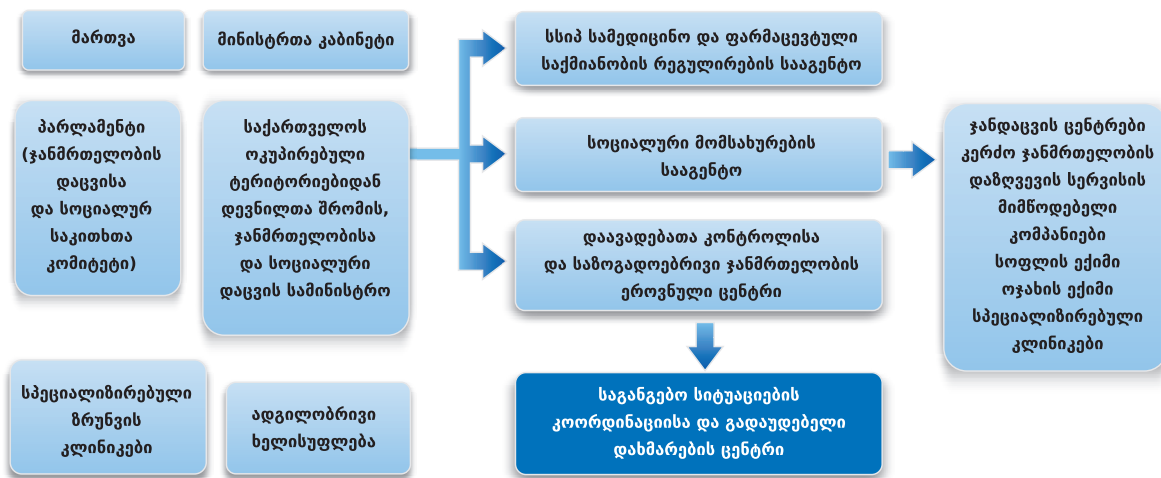 მართვა
მინისტრთა კაბინეტი
პარლამენტი
(ჯანმრთელობის
დაცვისა
და სოციალურ
საკითხთა
კომიტეტი)
საქართველოს
ოკუპირებული
ტერიტორიებიდან
დევნილთა შრომის,
ჯანმრთელობისა
და სოციალური
დაცვის სამინისტრო
სპეციალიზირებული
ზრუნვის
კლინიკები
ადგილობრივი
ხელისუფლება
სსიპ სამედიცინო და ფარმაცევტული
საქმიანობის რეგულირების სააგენტო
სოციალური მომსახურების
სააგენტო
დაავადებათა კონტროლისა
და საზოგადოებრივი ჯანმრთელობის
ეროვნული ცენტრი
საგანგებო სიტუაციების
კოორდინაციისა და გადაუდებელი
დახმარების ცენტრი
ჯანდაცვის ცენტრები
კერძო ჯანმრთელობის
დაზღვევის სერვისის
მიმწოდებელი
კომპანიები
სოფლის ექიმი
ოჯახის ექიმი
სპეციალიზირებული
კლინიკები